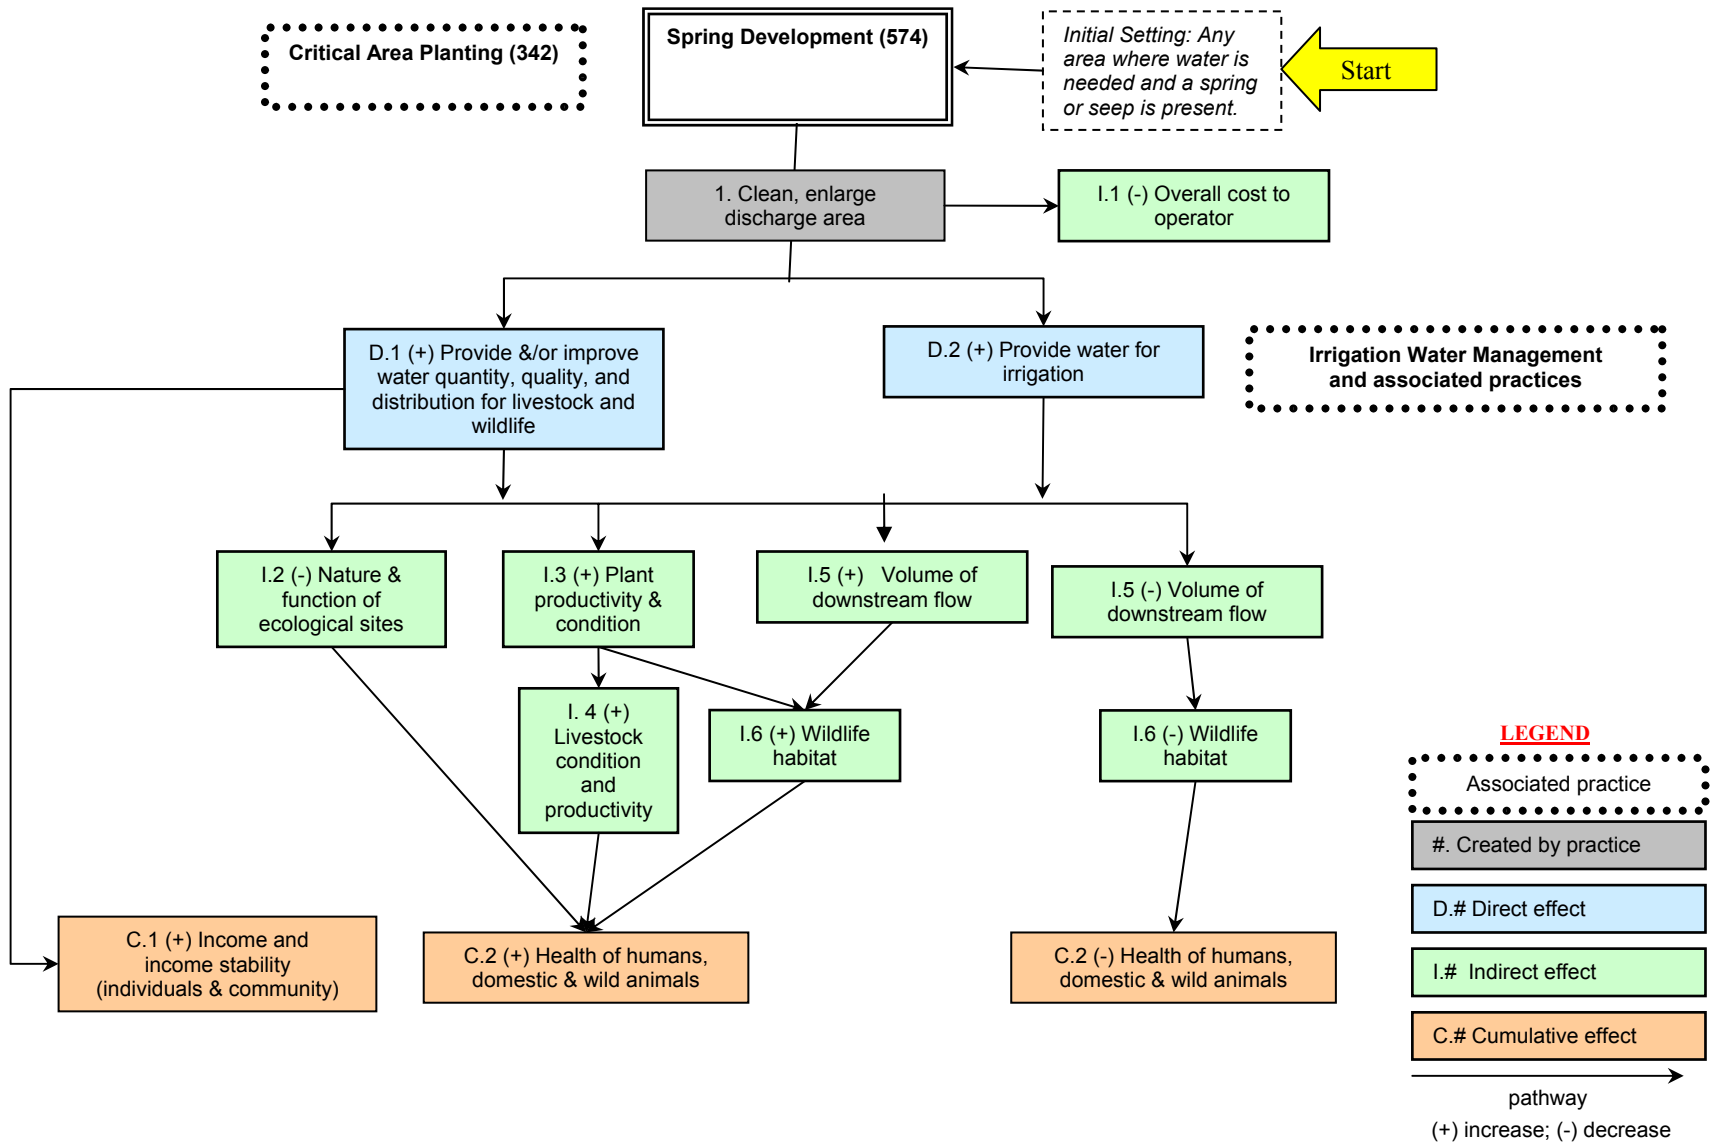 Critical Area Planting (342)
Spring Development (574)
Initial Setting: Any
area where water is
needed and a spring
or seep is present.
Start
1. Clean, enlarge
discharge area
I.1 (-) Overall cost to
operator
D.1 (+) Provide &/or improve
water quantity, quality, and
distribution for livestock and
wildlife
D.2 (+) Provide water for
irrigation
Irrigation Water Management
and associated practices
I.2 (-) Nature &
function of
ecological sites
I.3 (+) Plant
productivity &
condition
I.5 (+) Volume of
downstream flow
I.5 (-) Volume of
downstream flow
I. 4 (+)
Livestock
condition
and
productivity
I.6 (+) Wildlife
habitat
I.6 (-) Wildlife
habitat
C.1 (+) Income and
income stability
(individuals & community)
C.2 (+) Health of humans,
domestic & wild animals
C.2 (-) Health of humans,
domestic & wild animals
LEGEND
Associated practice
#. Created by practice
D.# Direct effect
I.# Indirect effect
C.# Cumulative effect
pathway
(+) increase; (-) decrease